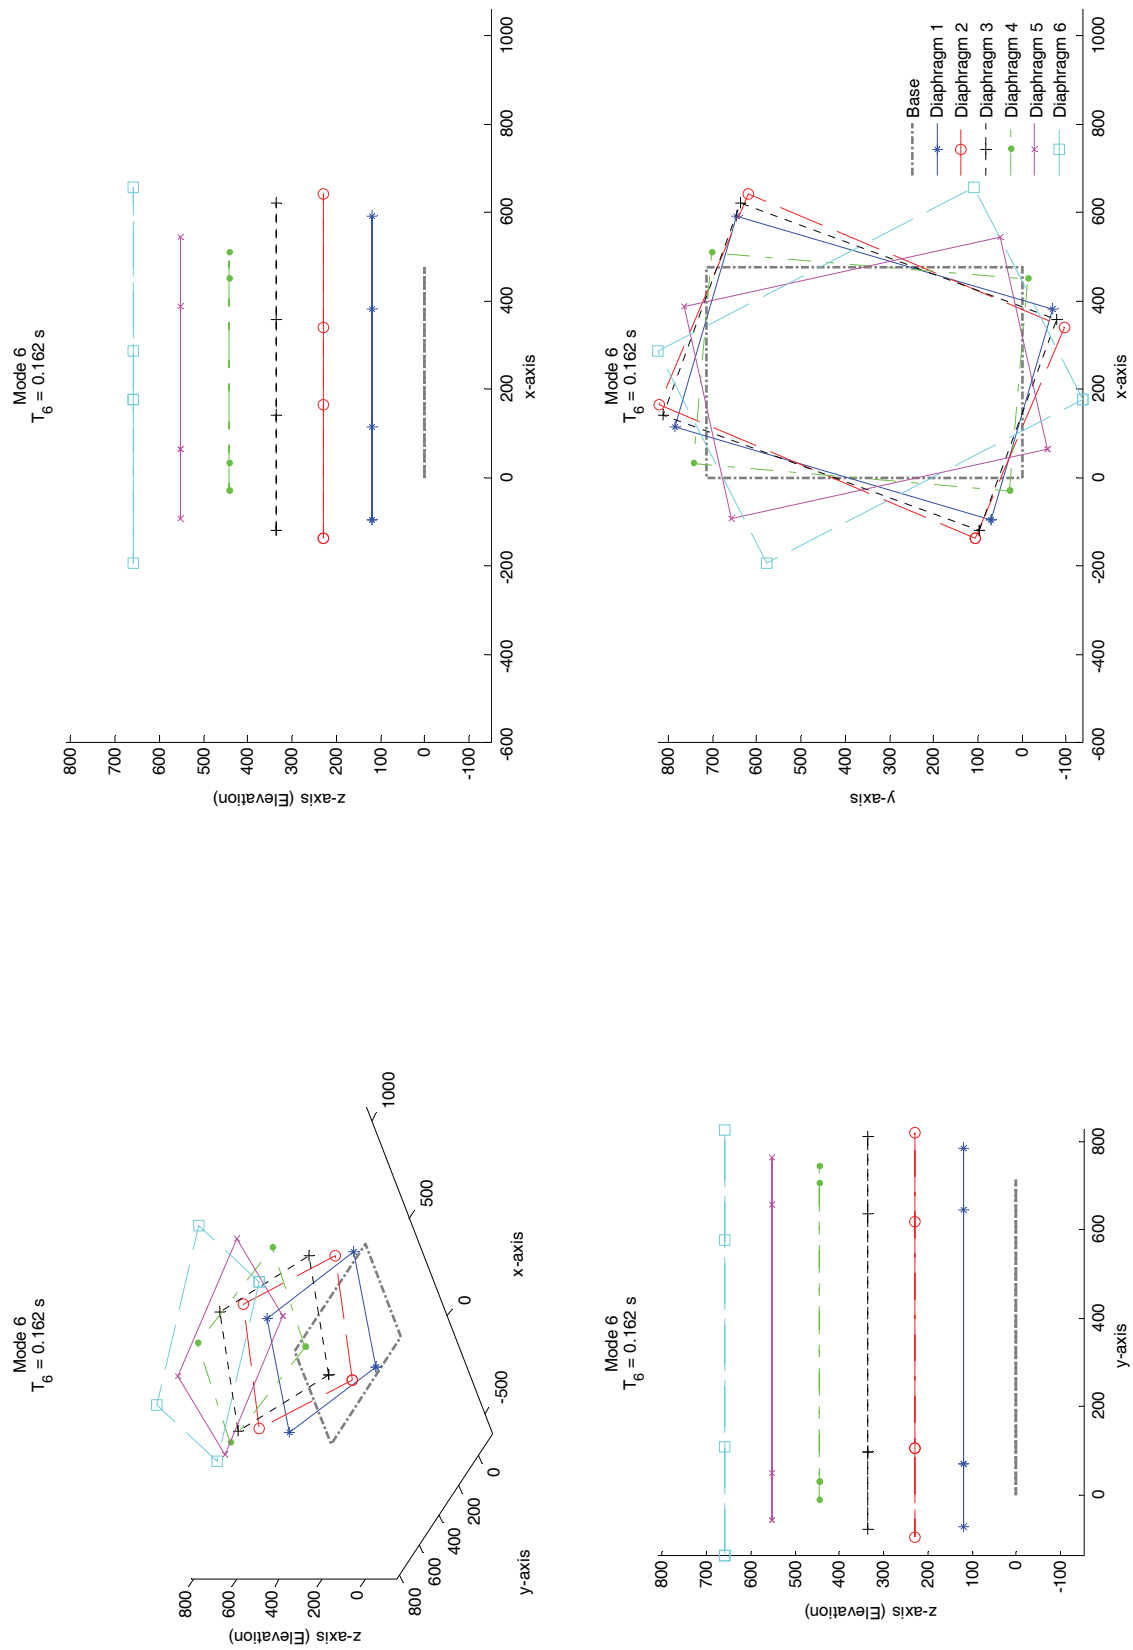 Mode 6
T6 = 0.162 s
800
600
400
200
0
z-axis (Elevation)
800
600
400
200
0
y-axis
-500
0
500
1000
x-axis
Mode 6
T6 = 0.162 s
800
700
600
500
400
300
200
100
0
-100
z-axis (Elevation)
-600
-400
-200
0
200
400
600
800
1000
x-axis
Mode 6
T6 = 0.162 s
800
700
600
500
400
300
200
100
0
-100
z-axis (Elevation)
0
200
400
600
800
y-axis
Mode 6
T6 = 0.162 s
800
700
600
500
400
300
200
100
0
-100
y-axis
-600
-400
-200
0
200
400
600
800
1000
x-axis
Base
Diaphragm 1
Diaphragm 2
Diaphragm 3
Diaphragm 4
Diaphragm 5
Diaphragm 6